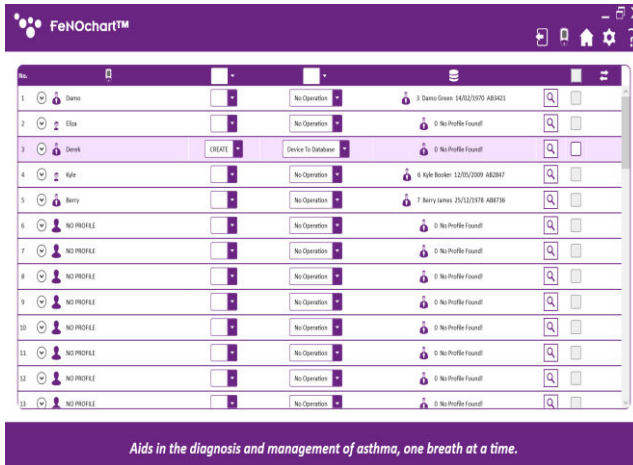 FeNOchart™
No.
1 Damo No Operation 3 Damo Green 14/02/1970 AB3421
2 Eliza No Operation 0 No Profile Found!
3 Derek CREATE Device To Database 0 No Profile Found!
4 Kyle No Operation 6 Kyle Booker 12/05/2009 AB2847
5 Berry No Operation 7 Berry James 25/12/1978 AB8736
6 NO PROFILE No Operation 0 No Profile Found!
7 NO PROFILE No Operation 0 No Profile Found!
8 NO PROFILE No Operation 0 No Profile Found!
9 NO PROFILE No Operation 0 No Profile Found!
10 NO PROFILE No Operation 0 No Profile Found!
11 NO PROFILE No Operation 0 No Profile Found!
12 NO PROFILE No Operation 0 No Profile Found!
13 NO PROFILE No Operation 0 No Profile Found!
Aids in the diagnosis and management of asthma, one breath at a time.